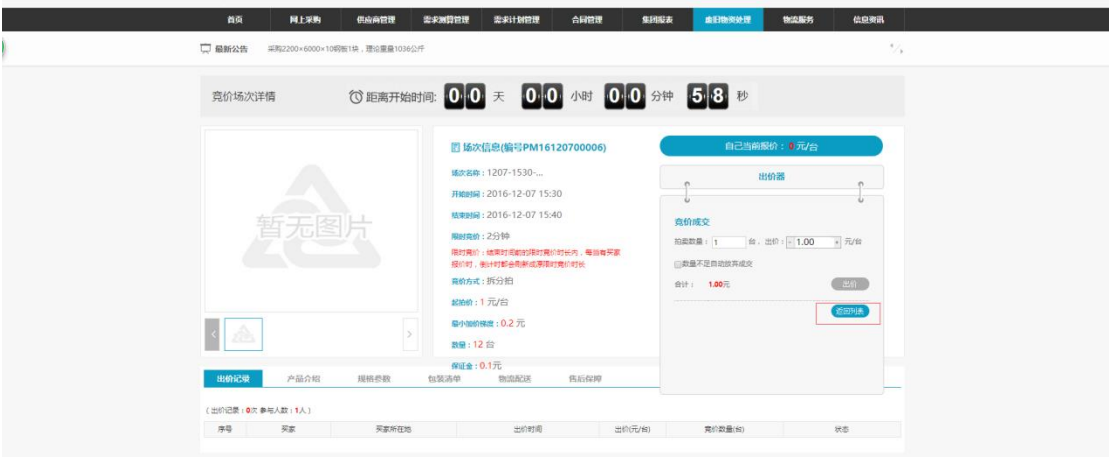 首页 网上采购 供应商管理 需求测算管理 需求计划管理 合同管理 集团报表 废旧物资处理 物流服务 信息资讯
最新公告 采购2200×6000×10钢板1块，理论重量1036公斤
竞价场次详情 距离开始时间: 00 天 00 小时 00 分钟 58 秒
暂无图片
场次信息(编号PM16120700006)
场次名称：1207-1530-...
开始时间：2016-12-07 15:30
结束时间：2016-12-07 15:40
限时竞价：2分钟
限时竞价：结束时间前的限时竞价时长内，每当有买家
报价时，倒计时都会刷新成原限时竞价时长
竞价方式：拆分拍
起拍价：1 元/台
最小加价梯度：0.2 元
数量：12 台
保证金：0.1元
自己当前报价：0 元/台
出价器
竞价成交
拍卖数量：1 台，出价：- 1.00 + 元/台
数量不足自动放弃成交
合计： 1.00元 出价
返回列表
出价记录 产品介绍 规格参数 包装清单 物流配送 售后保障
（出价记录：0次 参与人数：1人）
序号 买家 买家所在地 出价时间 出价(元/台) 竞价数量(台) 状态